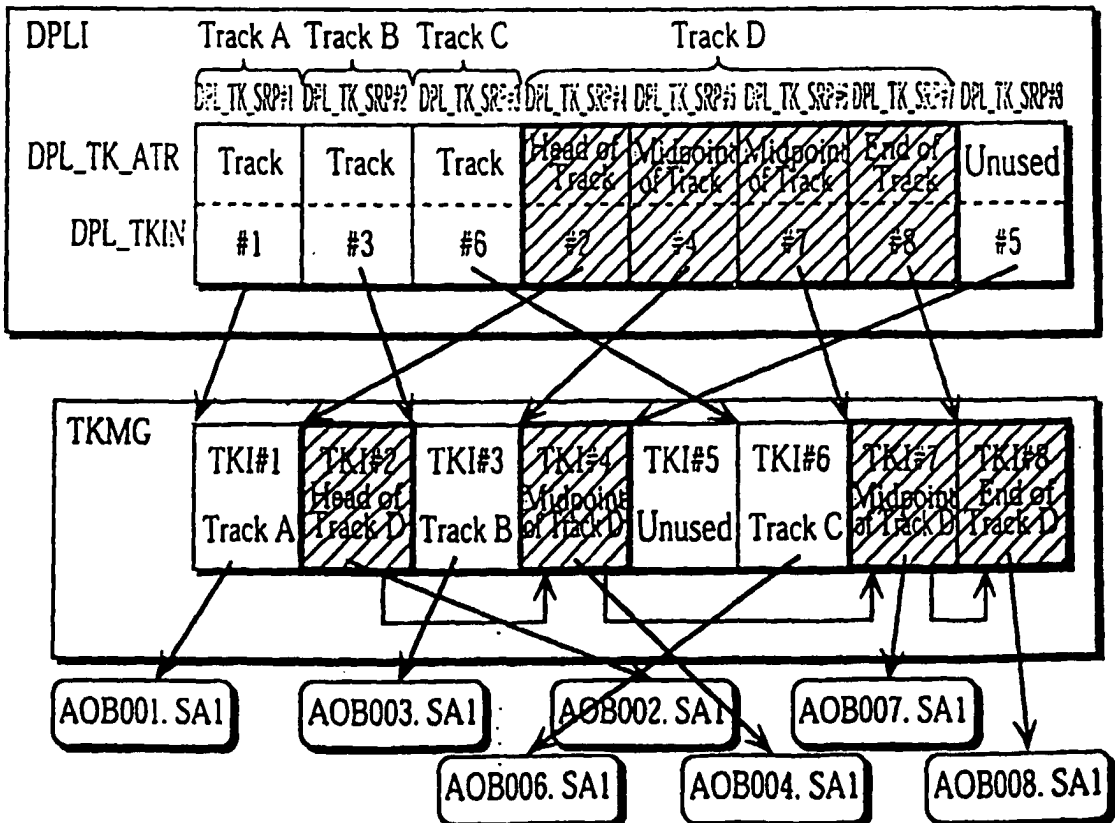 DPLI Track A Track B Track C Track D
DPL_TK_SRP#1 DPL_TK_SRP#2 DPL_TK_SRP#3 DPL_TK_SRP#4 DPL_TK_SRP#5 DPL_TK_SRP#6 DPL_TK_SRP#7 DPL_TK_SRP#8
DPL_TK_ATR Track Track Track Head of Track Midpoint of Track Midpoint of Track End of Track Unused
DPL_TKIN #1 #3 #6 #2 #4 #7 #8 #5
TKMG
TKI#1 TKI#2 TKI#3 TKI#4 TKI#5 TKI#6 TKI#7 TKI#8
Track A Head of Track D Track B Midpoint of Track D Unused Track C Midpoint of Track D End of Track D
AOB001. SA1 AOB003. SA1 AOB002. SA1 AOB007. SA1
AOB006. SA1 AOB004. SA1 AOB008. SA1